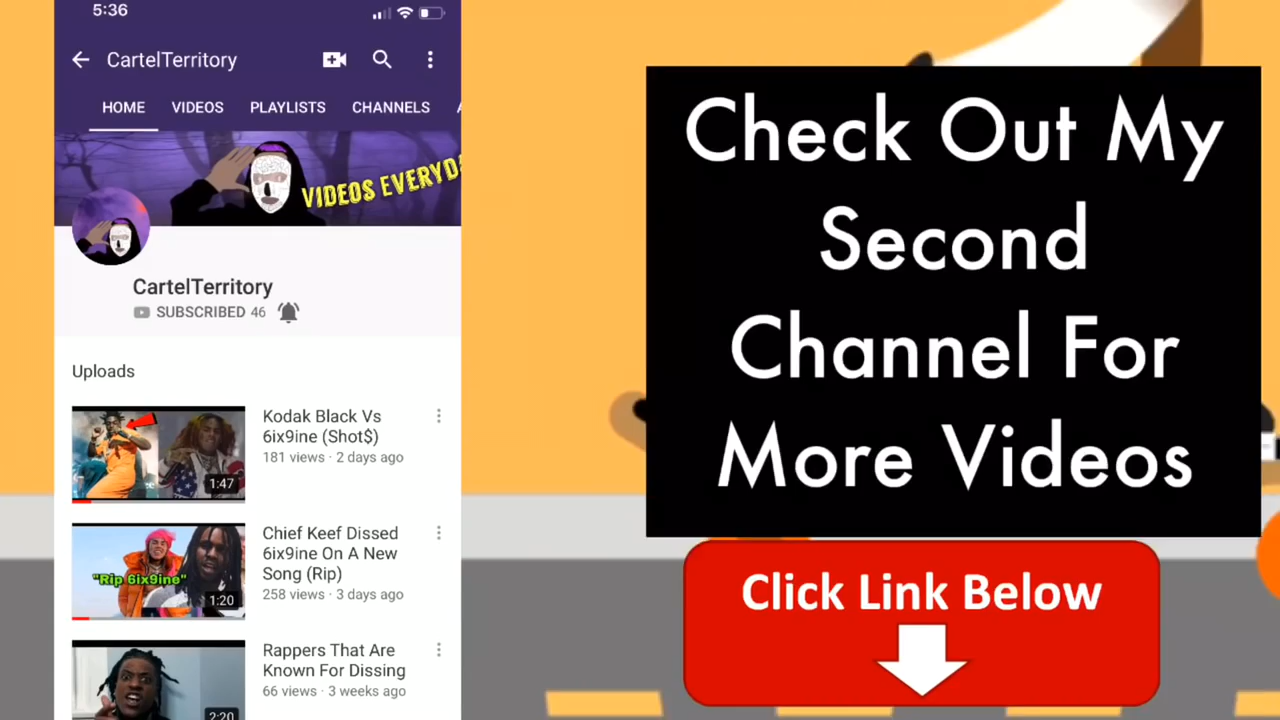 5:36
CartelTerritory
HOME VIDEOS PLAYLISTS CHANNELS
VIDEOS
CartelTerritory
SUBSCRIBED 46
Uploads
Kodak Black Vs
6ix9ine (Shot$)
181 views · 2 days ago
1:47
Chief Keef Dissed
6ix9ine On A New
Song (Rip)
258 views · 3 days ago
"Rip 6ix9ine"
1:20
Rappers That Are
Known For Dissing
66 views · 3 weeks ago
2:20
Check Out My
Second
Channel For
More Videos
Click Link Below